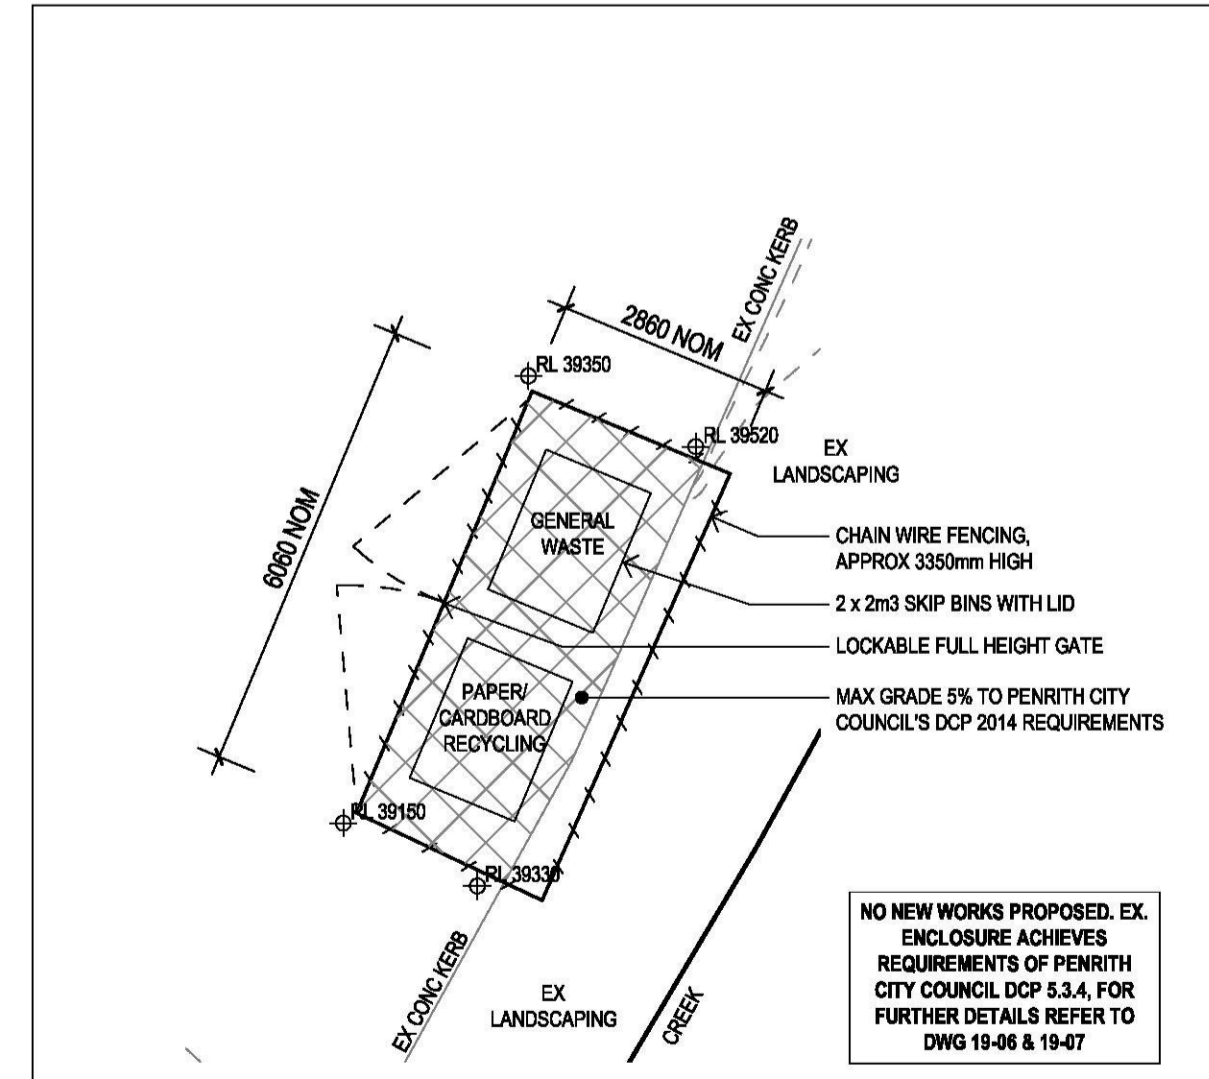 EX CONC KERB
2860 NOM
RL 39350
RL 39520
EX
LANDSCAPING
6060 NOM
GENERAL
WASTE
CHAIN WIRE FENCING,
APPROX 3350mm HIGH
2 x 2m3 SKIP BINS WITH LID
LOCKABLE FULL HEIGHT GATE
PAPER/
CARDBOARD
RECYCLING
MAX GRADE 5% TO PENRITH CITY
COUNCIL'S DCP 2014 REQUIREMENTS
RL 39150
RL 39330
EX CONC KERB
EX
LANDSCAPING
CREEK
NO NEW WORKS PROPOSED. EX.
ENCLOSURE ACHIEVES
REQUIREMENTS OF PENRITH
CITY COUNCIL DCP 5.3.4, FOR
FURTHER DETAILS REFER TO
DWG 19-06 & 19-07